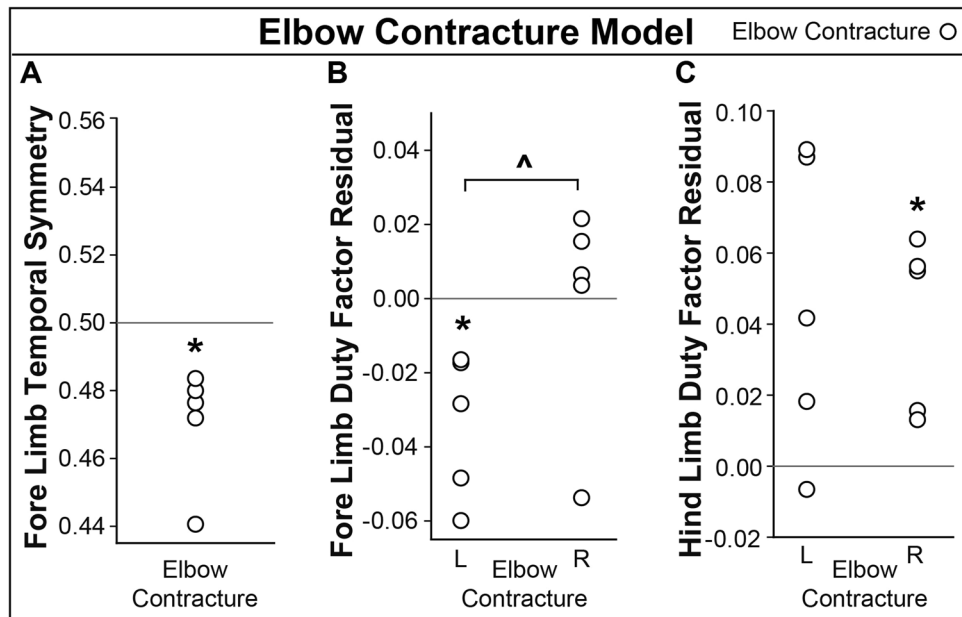 Elbow Contracture Model
Elbow Contracture
A
Fore Limb Temporal Symmetry
0.56
0.54
0.52
0.50
0.48
0.46
0.44
*
Elbow
Contracture
B
Fore Limb Duty Factor Residual
0.04
0.02
0.00
-0.02
-0.04
-0.06
^
*
L
R
Elbow
Contracture
C
Hind Limb Duty Factor Residual
0.10
0.08
0.06
0.04
0.02
0.00
-0.02
*
L
R
Elbow
Contracture